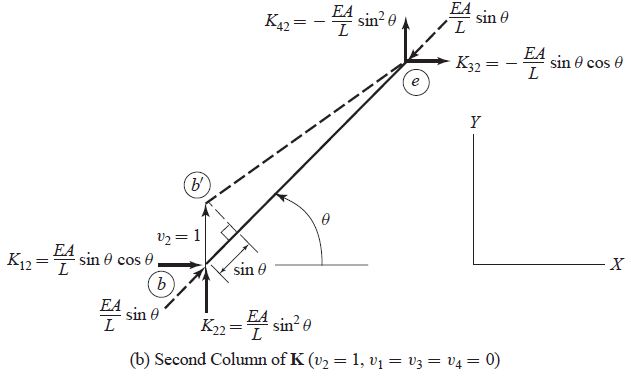 K₄₂ = − EA/L sin² θ
EA/L sin θ
K₃₂ = − EA/L sin θ cos θ
e
Y
b′
θ
v₂ = 1
K₁₂ = EA/L sin θ cos θ
sin θ
X
b
EA/L sin θ
K₂₂ = EA/L sin² θ
(b) Second Column of K (v₂ = 1, v₁ = v₃ = v₄ = 0)